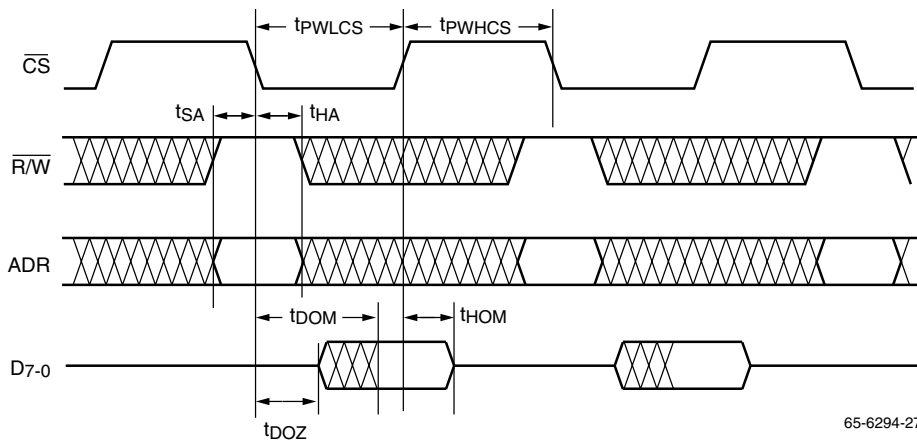 tPWLCS tPWHCS
CS
tSA tHA
R/W
ADR
tDOM tHOM
D7-0
tDOZ
65-6294-27